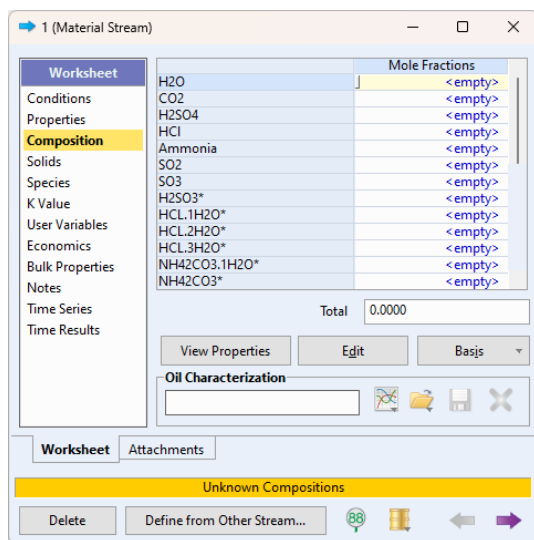 1 (Material Stream)
Worksheet
Conditions
Properties
Composition
Solids
Species
K Value
User Variables
Economics
Bulk Properties
Notes
Time Series
Time Results
Mole Fractions
H2O <empty>
CO2 <empty>
H2SO4 <empty>
HCl <empty>
Ammonia <empty>
SO2 <empty>
SO3 <empty>
H2SO3* <empty>
HCL.1H2O* <empty>
HCL.2H2O* <empty>
HCL.3H2O* <empty>
NH42CO3.1H2O* <empty>
NH42CO3* <empty>
Total 0.0000
View Properties Edit Basis
Oil Characterization
Worksheet Attachments
Unknown Compositions
Delete Define from Other Stream... 88